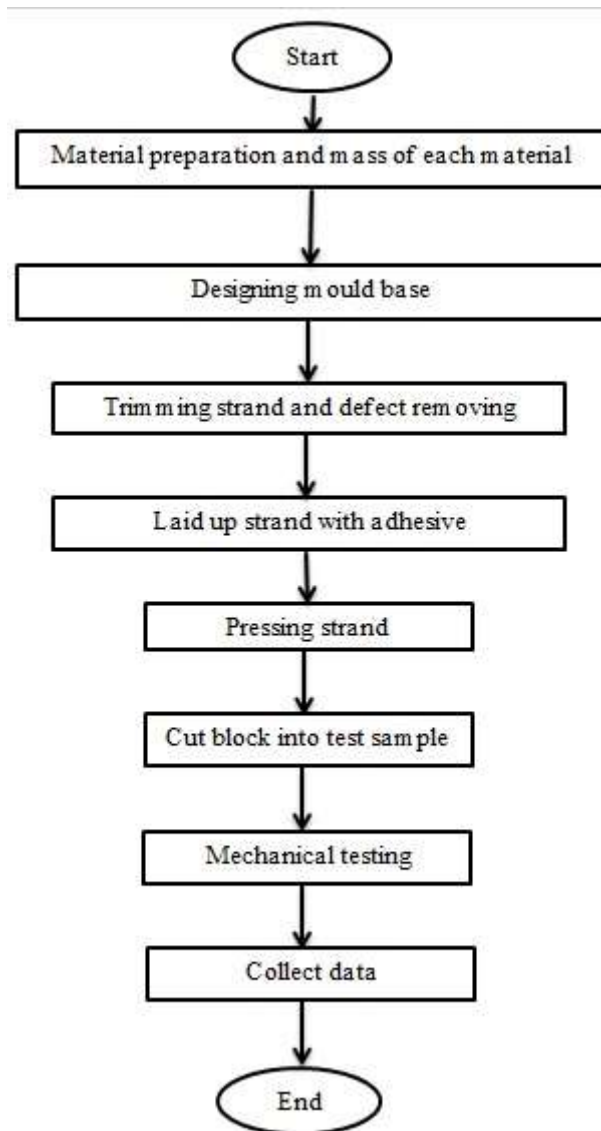 Start
Material preparation and mass of each material
Designing mould base
Trimming strand and defect removing
Laid up strand with adhesive
Pressing strand
Cut block into test sample
Mechanical testing
Collect data
End